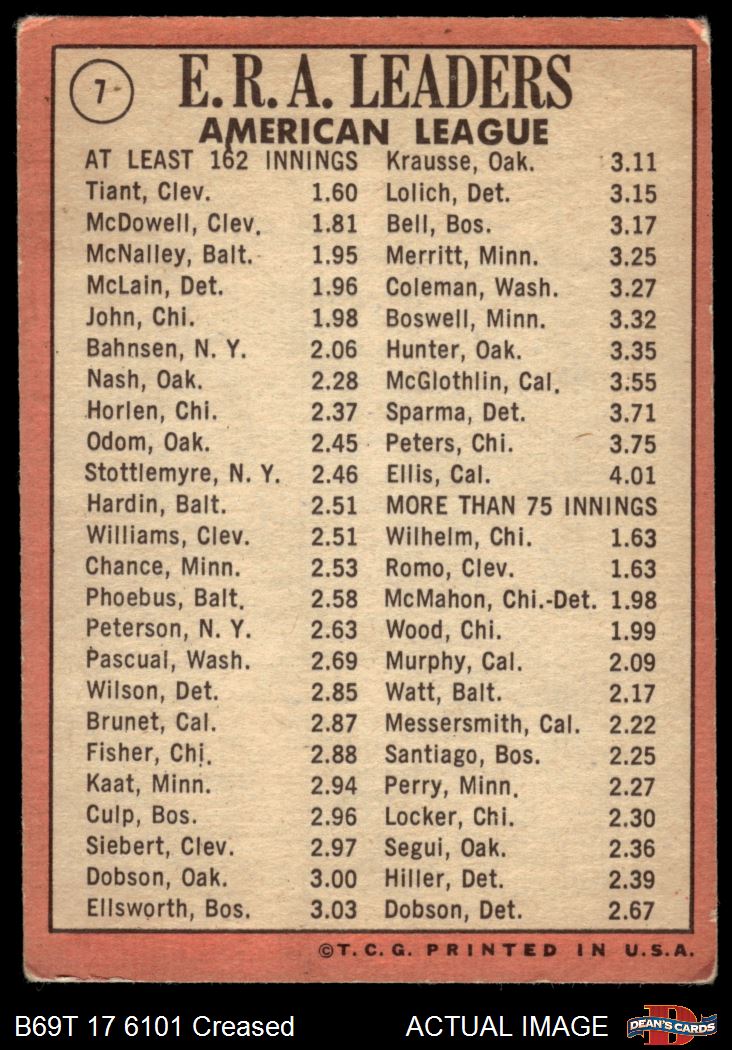 7
E.R.A. LEADERS
AMERICAN LEAGUE
AT LEAST 162 INNINGS
Tiant, Clev. 1.60
McDowell, Clev. 1.81
McNalley, Balt. 1.95
McLain, Det. 1.96
John, Chi. 1.98
Bahnsen, N. Y. 2.06
Nash, Oak. 2.28
Horlen, Chi. 2.37
Odom, Oak. 2.45
Stottlemyre, N. Y. 2.46
Hardin, Balt. 2.51
Williams, Clev. 2.51
Chance, Minn. 2.53
Phoebus, Balt. 2.58
Peterson, N. Y. 2.63
Pascual, Wash. 2.69
Wilson, Det. 2.85
Brunet, Cal. 2.87
Fisher, Chi. 2.88
Kaat, Minn. 2.94
Culp, Bos. 2.96
Siebert, Clev. 2.97
Dobson, Oak. 3.00
Ellsworth, Bos. 3.03
Krausse, Oak. 3.11
Lolich, Det. 3.15
Bell, Bos. 3.17
Merritt, Minn. 3.25
Coleman, Wash. 3.27
Boswell, Minn. 3.32
Hunter, Oak. 3.35
McGlothlin, Cal. 3.55
Sparma, Det. 3.71
Peters, Chi. 3.75
Ellis, Cal. 4.01
MORE THAN 75 INNINGS
Wilhelm, Chi. 1.63
Romo, Clev. 1.63
McMahon, Chi.-Det. 1.98
Wood, Chi. 1.99
Murphy, Cal. 2.09
Watt, Balt. 2.17
Messersmith, Cal. 2.22
Santiago, Bos. 2.25
Perry, Minn. 2.27
Locker, Chi. 2.30
Segui, Oak. 2.36
Hiller, Det. 2.39
Dobson, Det. 2.67
©T.C.G. PRINTED IN U.S.A.
B69T 17 6101 Creased
ACTUAL IMAGE
D
DEAN'S CARDS